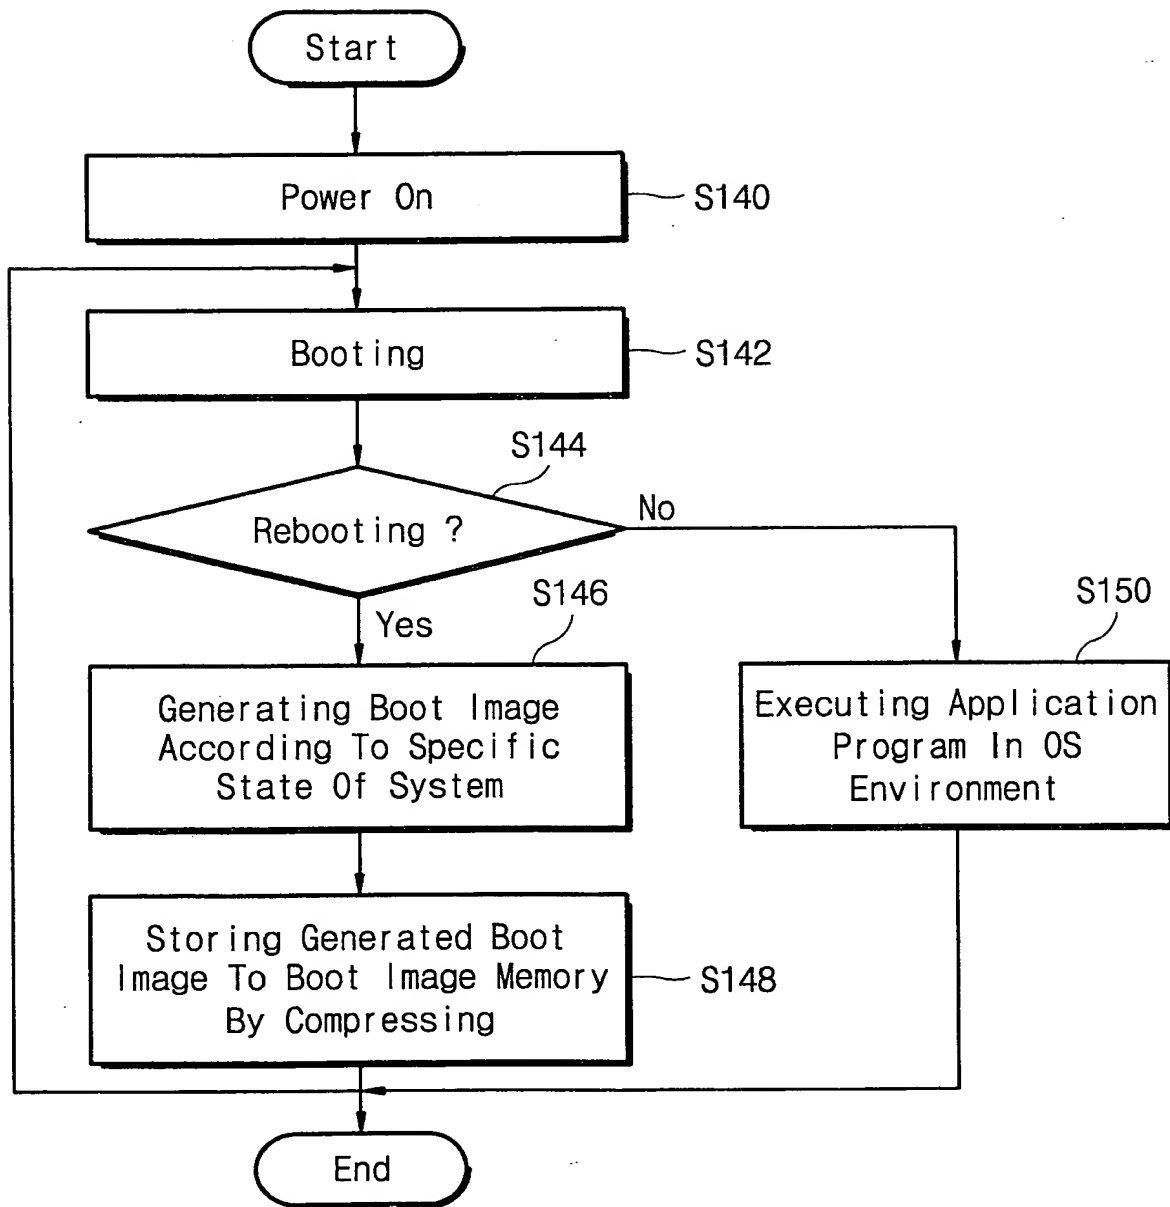 Start
Power On
S140
Booting
S142
S144
Rebooting ?
No
Yes
S146
S150
Generating Boot Image
According To Specific
State Of System
Executing Application
Program In OS
Environment
Storing Generated Boot
Image To Boot Image Memory
By Compressing
S148
End